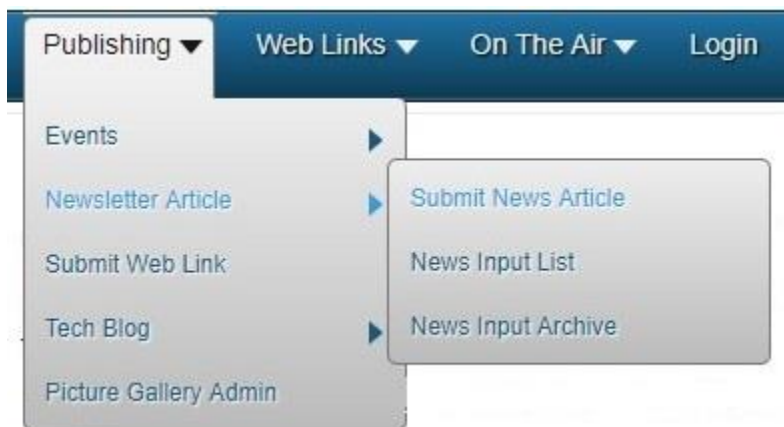 Publishing Web Links On The Air Login
Events
Newsletter Article
Submit Web Link
Tech Blog
Picture Gallery Admin
Submit News Article
News Input List
News Input Archive